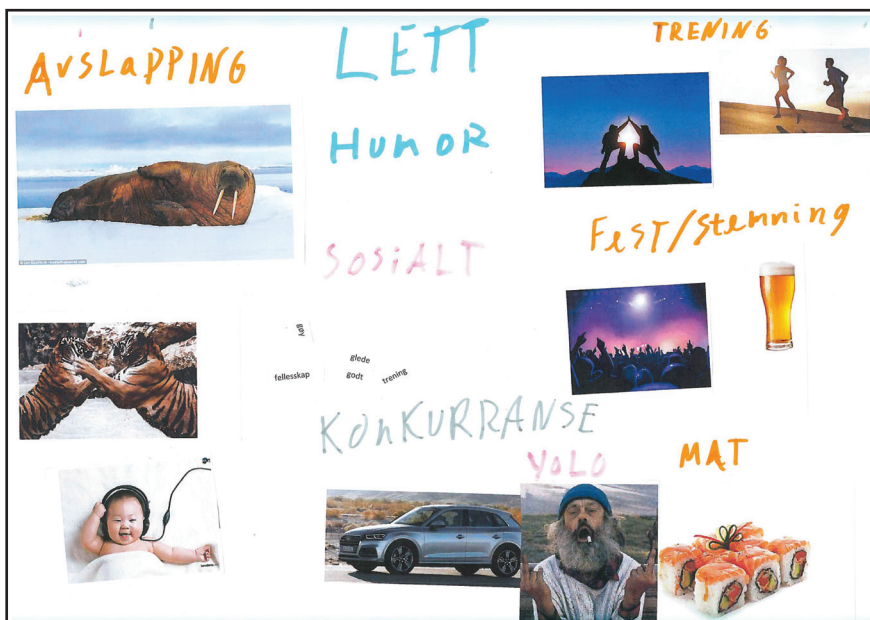 AvSLaPPING
LETT
TRENING
HumoR
FeST/stemning
SOSiALT
glede
fellesskap godt trening
KOnKURRANSE
YoLO
MAT